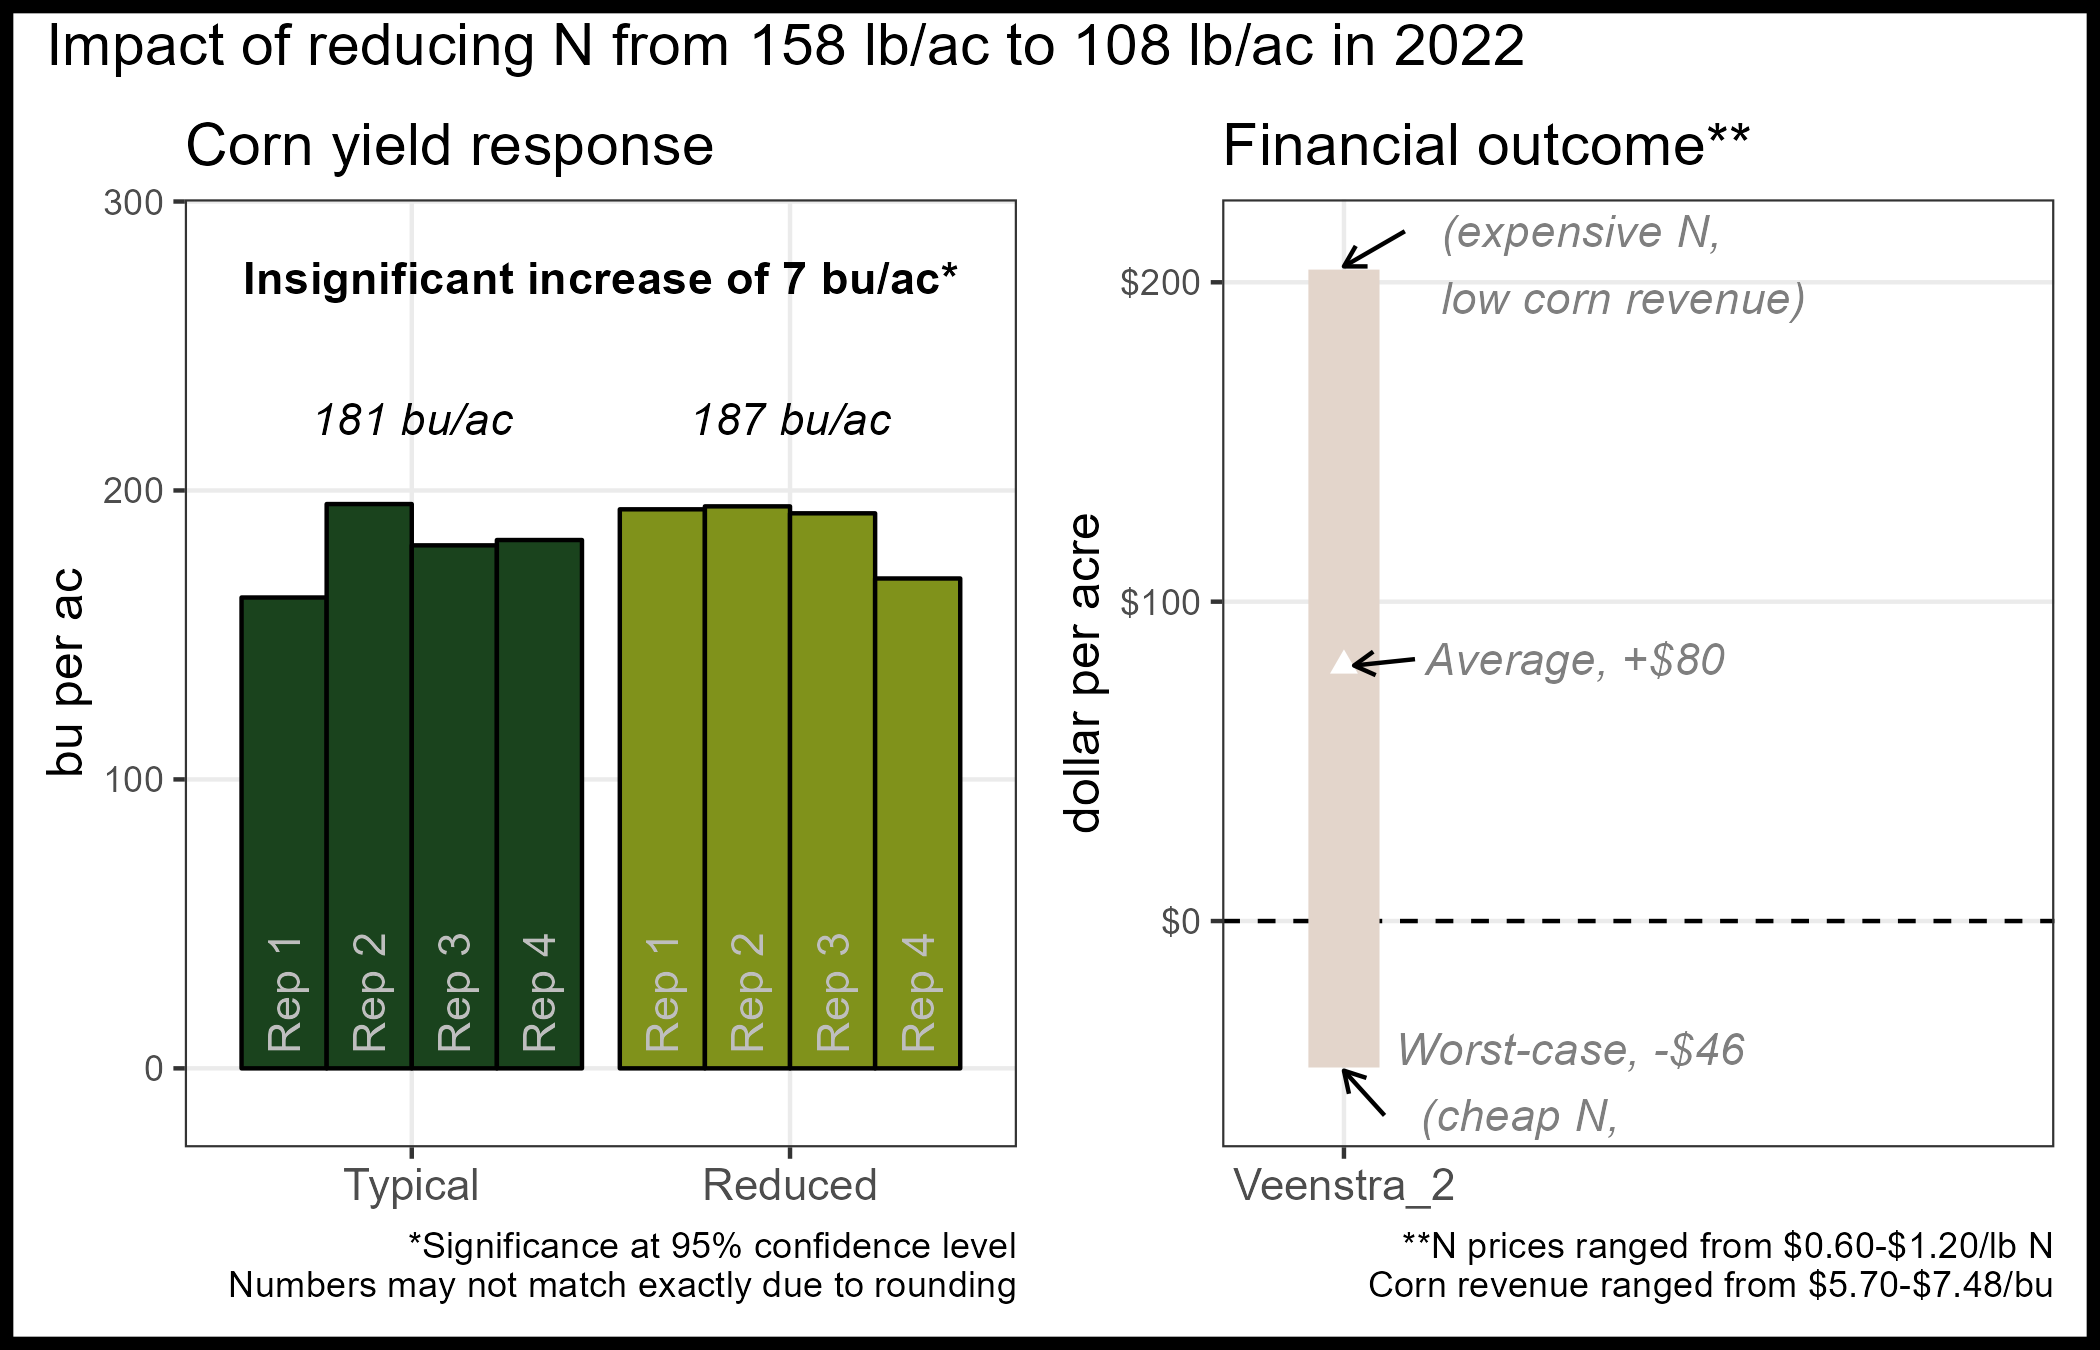 Impact of reducing N from 158 lb/ac to 108 lb/ac in 2022
Corn yield response
300
200
100
0
bu per ac
Insignificant increase of 7 bu/ac*
181 bu/ac
187 bu/ac
Rep 1
Rep 2
Rep 3
Rep 4
Rep 1
Rep 2
Rep 3
Rep 4
Typical
Reduced
*Significance at 95% confidence level
Numbers may not match exactly due to rounding
Financial outcome**
$200
$100
$0
dollar per acre
(expensive N,
low corn revenue)
Average, +$80
Worst-case, -$46
(cheap N,
Veenstra_2
**N prices ranged from $0.60-$1.20/lb N
Corn revenue ranged from $5.70-$7.48/bu